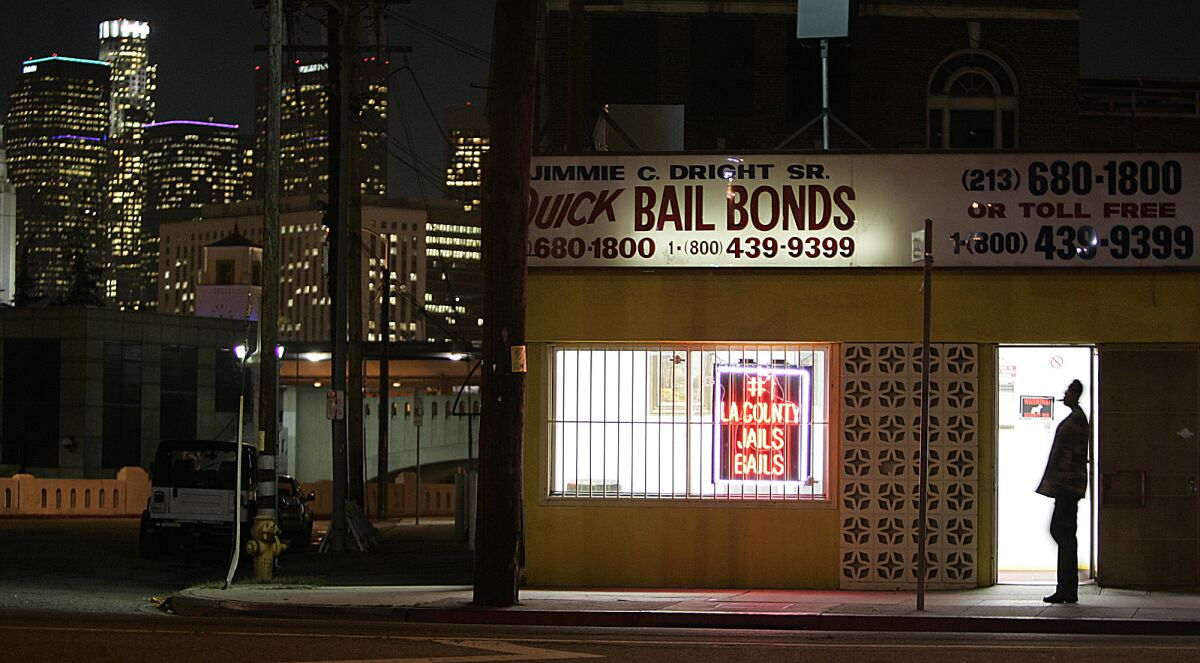 JIMMIE C. DRIGHT SR.
QUICK BAIL BONDS
680-1800 1-(800) 439-9399
(213) 680-1800
OR TOLL FREE
1-(800) 439-9399
#1
LA COUNTY
JAILS
BAILS